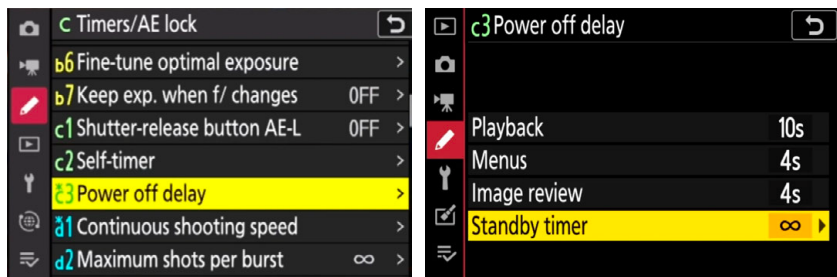 C Timers/AE lock
b6 Fine-tune optimal exposure
b7 Keep exp. when f/ changes OFF
c1 Shutter-release button AE-L OFF
c2 Self-timer
c3 Power off delay
d1 Continuous shooting speed
d2 Maximum shots per burst ∞
c3 Power off delay
Playback 10s
Menus 4s
Image review 4s
Standby timer ∞